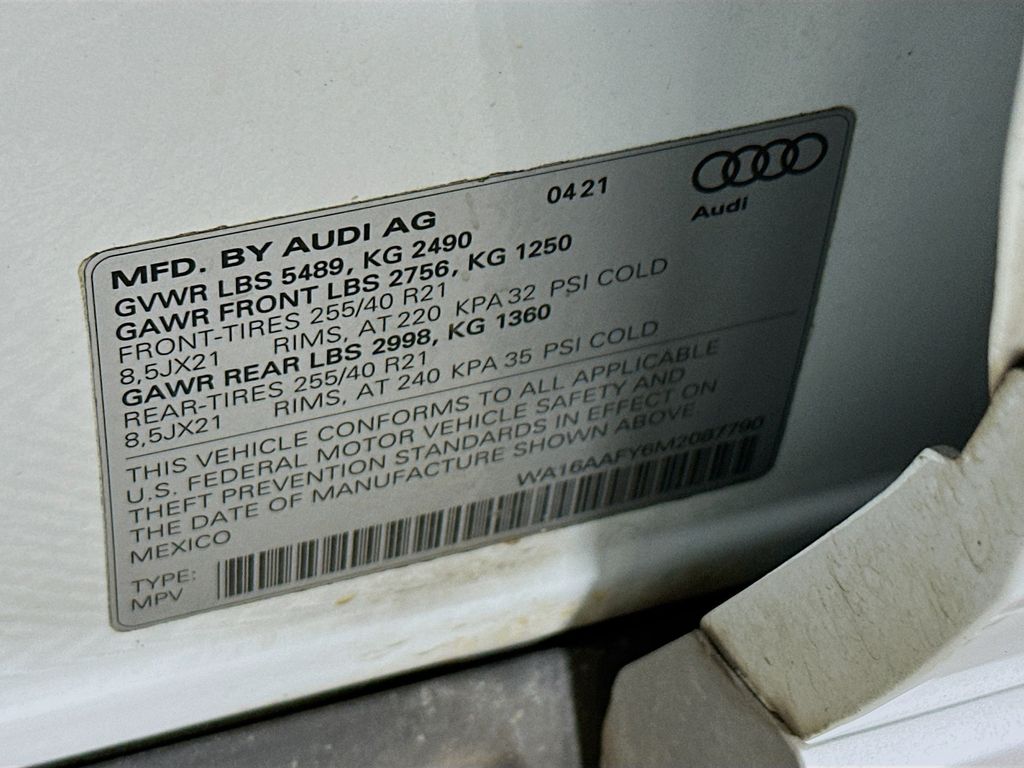 MFD. BY AUDI AG 0421
Audi
GVWR LBS 5489, KG 2490
GAWR FRONT LBS 2756, KG 1250
FRONT-TIRES 255/40 R21
8,5JX21 RIMS, AT 220 KPA 32 PSI COLD
GAWR REAR LBS 2998, KG 1360
REAR-TIRES 255/40 R21
8,5JX21 RIMS, AT 240 KPA 35 PSI COLD
THIS VEHICLE CONFORMS TO ALL APPLICABLE
U.S. FEDERAL MOTOR VEHICLE SAFETY AND
THEFT PREVENTION STANDARDS IN EFFECT ON
THE DATE OF MANUFACTURE SHOWN ABOVE
MEXICO WA16AAFY6M2087790
TYPE:
MPV